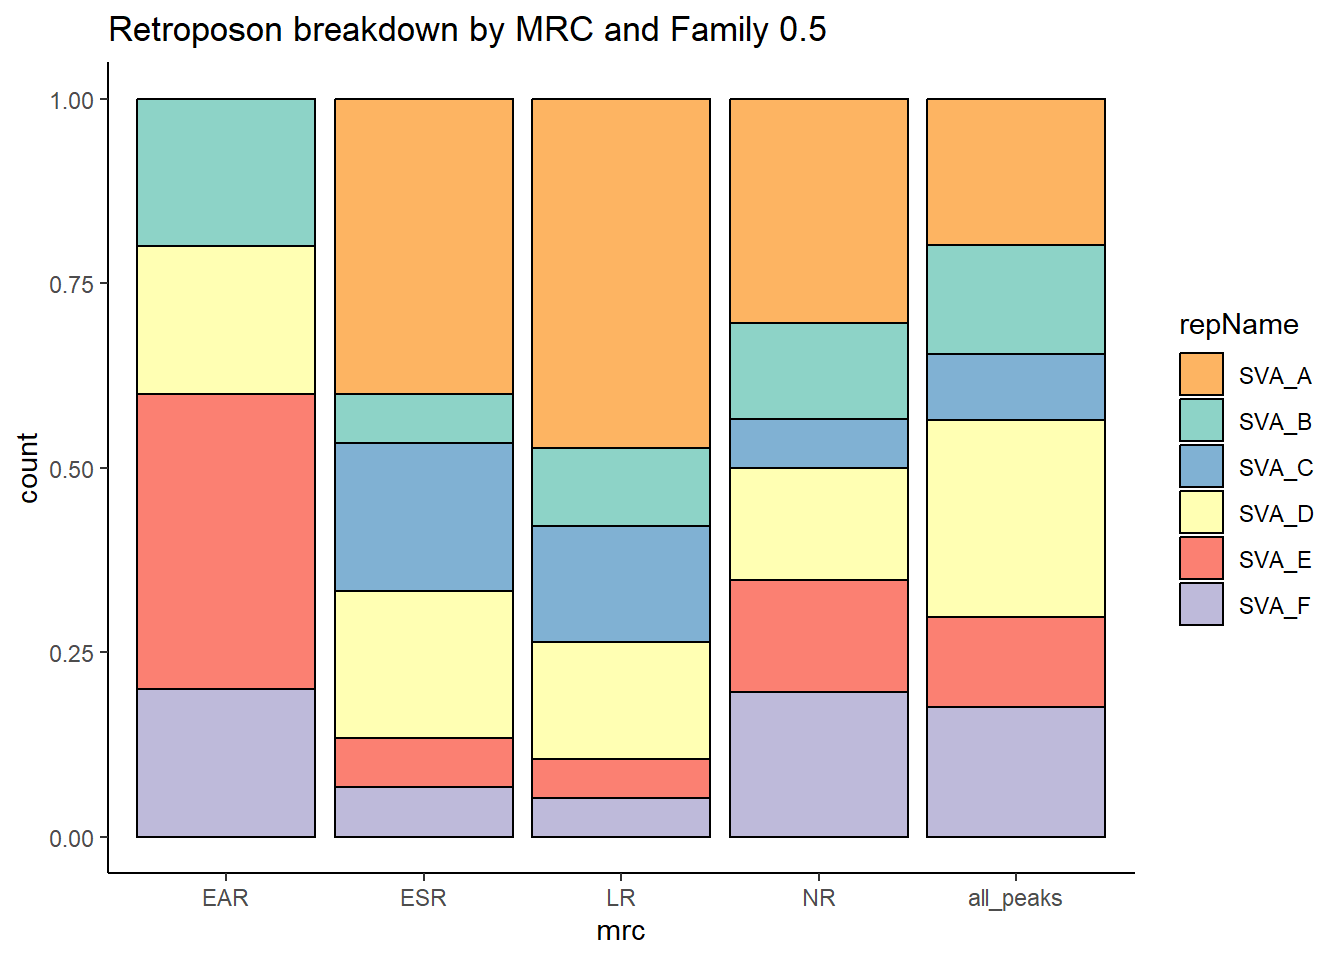 Retroposon breakdown by MRC and Family 0.5
1.00
0.75
0.50
0.25
0.00
count
EAR
ESR
LR
NR
all_peaks
mrc
repName
SVA_A
SVA_B
SVA_C
SVA_D
SVA_E
SVA_F